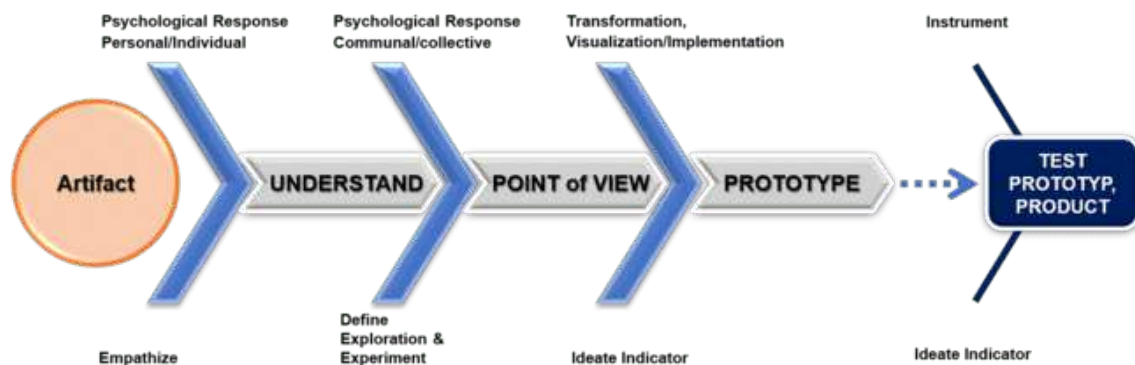 Psychological Response
Personal/Individual
Psychological Response
Communal/collective
Transformation,
Visualization/Implementation
Instrument
Artifact
UNDERSTAND
POINT of VIEW
PROTOTYPE
TEST
PROTOTYP,
PRODUCT
Empathize
Define
Exploration &
Experiment
Ideate Indicator
Ideate Indicator